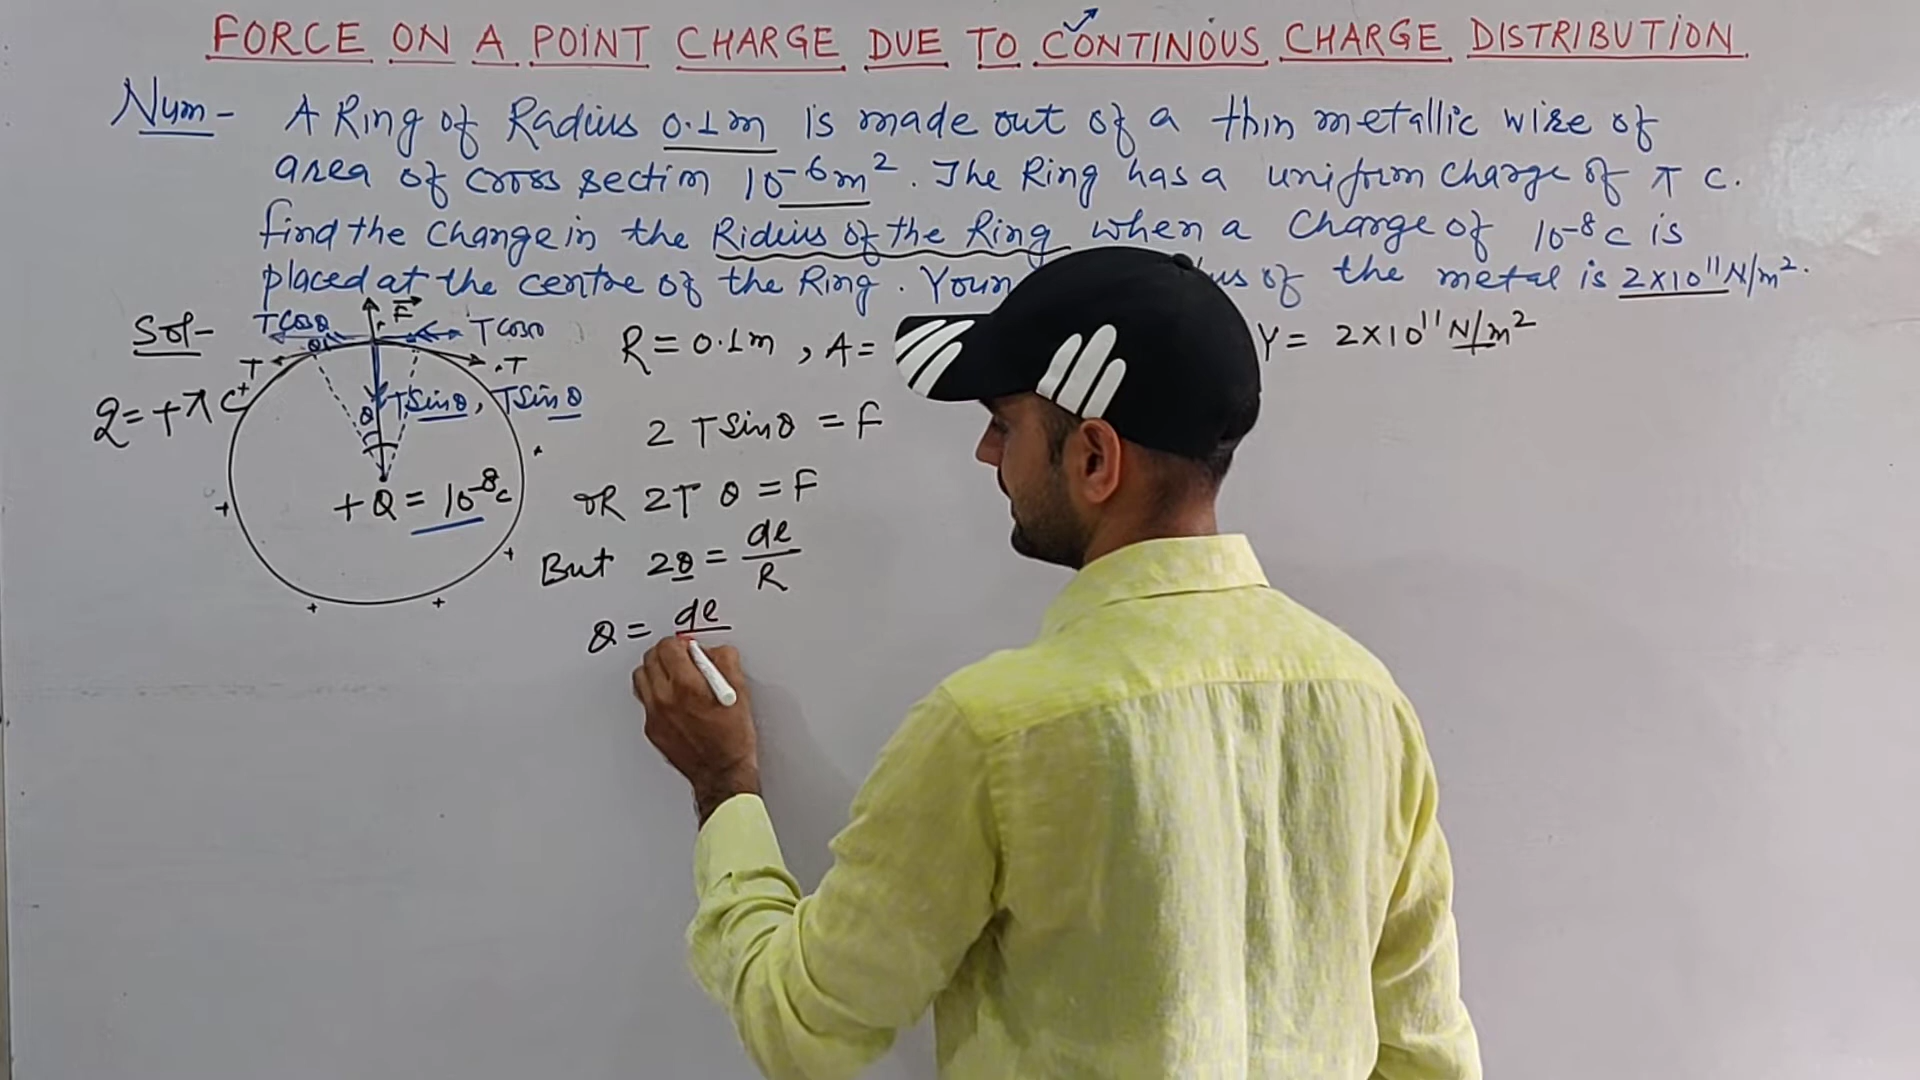 FORCE ON A POINT CHARGE DUE TO CONTINOUS CHARGE DISTRIBUTION
Num- A Ring of Radius 0.1m is made out of a thin metallic wire of
area of cross section 10⁻⁶m². The Ring has a uniform charge of π C.
find the Change in the Ridius of the Ring when a Charge of 10⁻⁸C is
placed at the centre of the Ring. Youn us of the metal is 2×10¹¹N/m².
Sol-
TCosθ F TCosθ
T T
R = 0.1m, A = Y = 2×10¹¹ N/m²
Q = +π C
θ TSinθ, TSinθ
2 TSinθ = F
+Q = 10⁻⁸C
OR 2T θ = F
But 2θ = dl/R
θ = dl